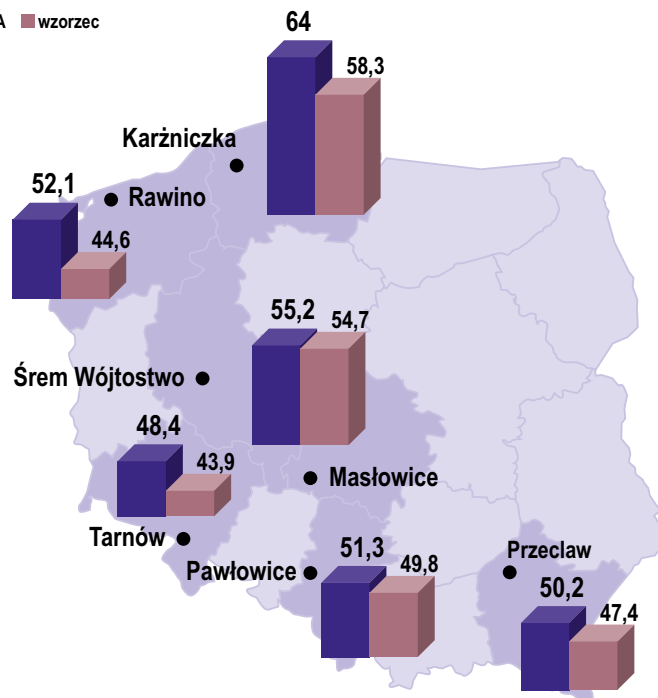 A wzorzec
64
58,3
Karżniczka
52,1
Rawino
44,6
55,2
54,7
Śrem Wójtostwo
48,4
43,9
Masłowice
Tarnów
51,3
49,8
Pawłowice
Przecław
50,2
47,4